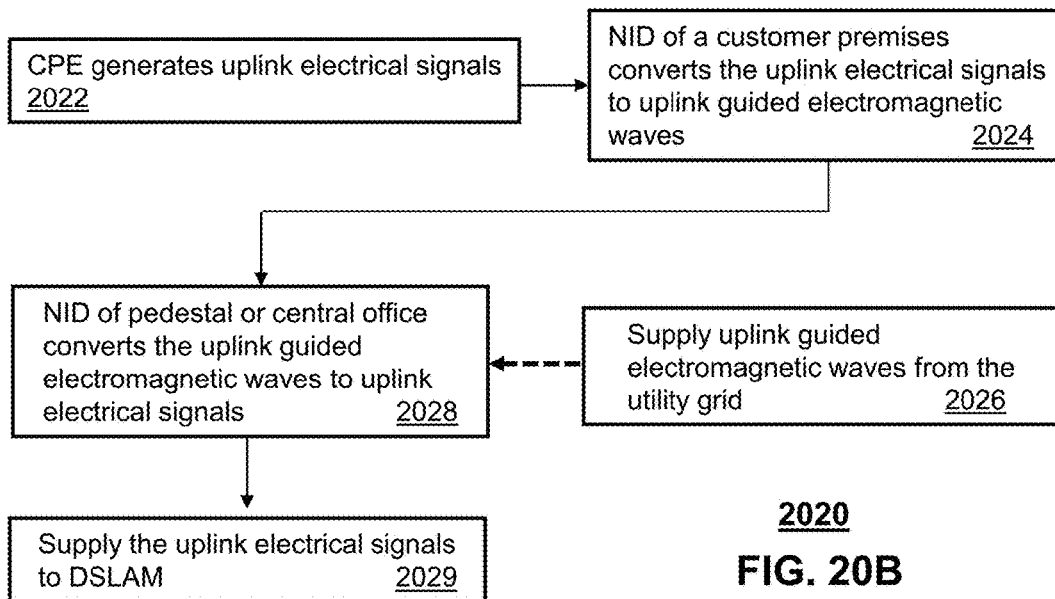 CPE generates uplink electrical signals
2022
NID of a customer premises
converts the uplink electrical signals
to uplink guided electromagnetic
waves 2024
NID of pedestal or central office
converts the uplink guided
electromagnetic waves to uplink
electrical signals 2028
Supply uplink guided
electromagnetic waves from the
utility grid 2026
Supply the uplink electrical signals
to DSLAM 2029
2020
FIG. 20B